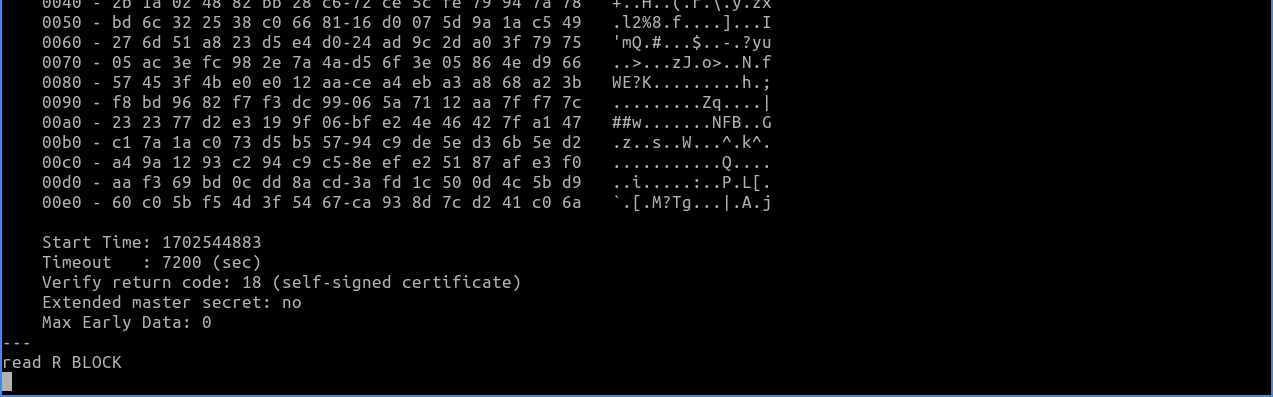 0040 - 2b 1a 02 48 82 bb 28 c6-72 ce 5c fe 79 94 7a 78   +..H..(.r.\.y.zx
0050 - bd 6c 32 25 38 c0 66 81-16 d0 07 5d 9a 1a c5 49   .l2%8.f....]...I
0060 - 27 6d 51 a8 23 d5 e4 d0-24 ad 9c 2d a0 3f 79 75   'mQ.#...$..-.?yu
0070 - 05 ac 3e fc 98 2e 7a 4a-d5 6f 3e 05 86 4e d9 66   ..>...zJ.o>..N.f
0080 - 57 45 3f 4b e0 e0 12 aa-ce a4 eb a3 a8 68 a2 3b   WE?K.........h.;
0090 - f8 bd 96 82 f7 f3 dc 99-06 5a 71 12 aa 7f f7 7c   .........Zq....|
00a0 - 23 23 77 d2 e3 19 9f 06-bf e2 4e 46 42 7f a1 47   ##w.......NFB..G
00b0 - c1 7a 1a c0 73 d5 b5 57-94 c9 de 5e d3 6b 5e d2   .z..s..W...^.k^.
00c0 - a4 9a 12 93 c2 94 c9 c5-8e ef e2 51 87 af e3 f0   ...........Q....
00d0 - aa f3 69 bd 0c dd 8a cd-3a fd 1c 50 0d 4c 5b d9   ..i.....:..P.L[.
00e0 - 60 c0 5b f5 4d 3f 54 67-ca 93 8d 7c d2 41 c0 6a   `.[.M?Tg...|.A.j
Start Time: 1702544883
Timeout   : 7200 (sec)
Verify return code: 18 (self-signed certificate)
Extended master secret: no
Max Early Data: 0
---
read R BLOCK